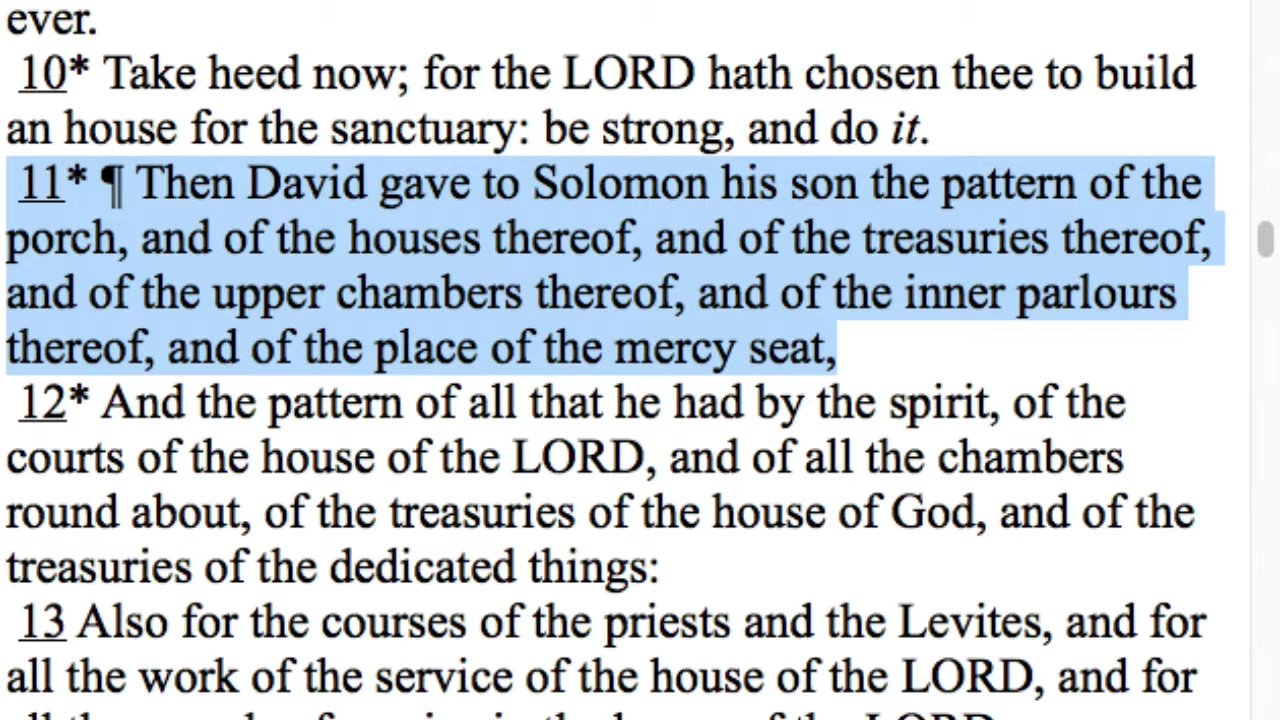 ever.
10* Take heed now; for the LORD hath chosen thee to build
an house for the sanctuary: be strong, and do it.
11* ¶ Then David gave to Solomon his son the pattern of the
porch, and of the houses thereof, and of the treasuries thereof,
and of the upper chambers thereof, and of the inner parlours
thereof, and of the place of the mercy seat,
12* And the pattern of all that he had by the spirit, of the
courts of the house of the LORD, and of all the chambers
round about, of the treasuries of the house of God, and of the
treasuries of the dedicated things:
13 Also for the courses of the priests and the Levites, and for
all the work of the service of the house of the LORD, and for